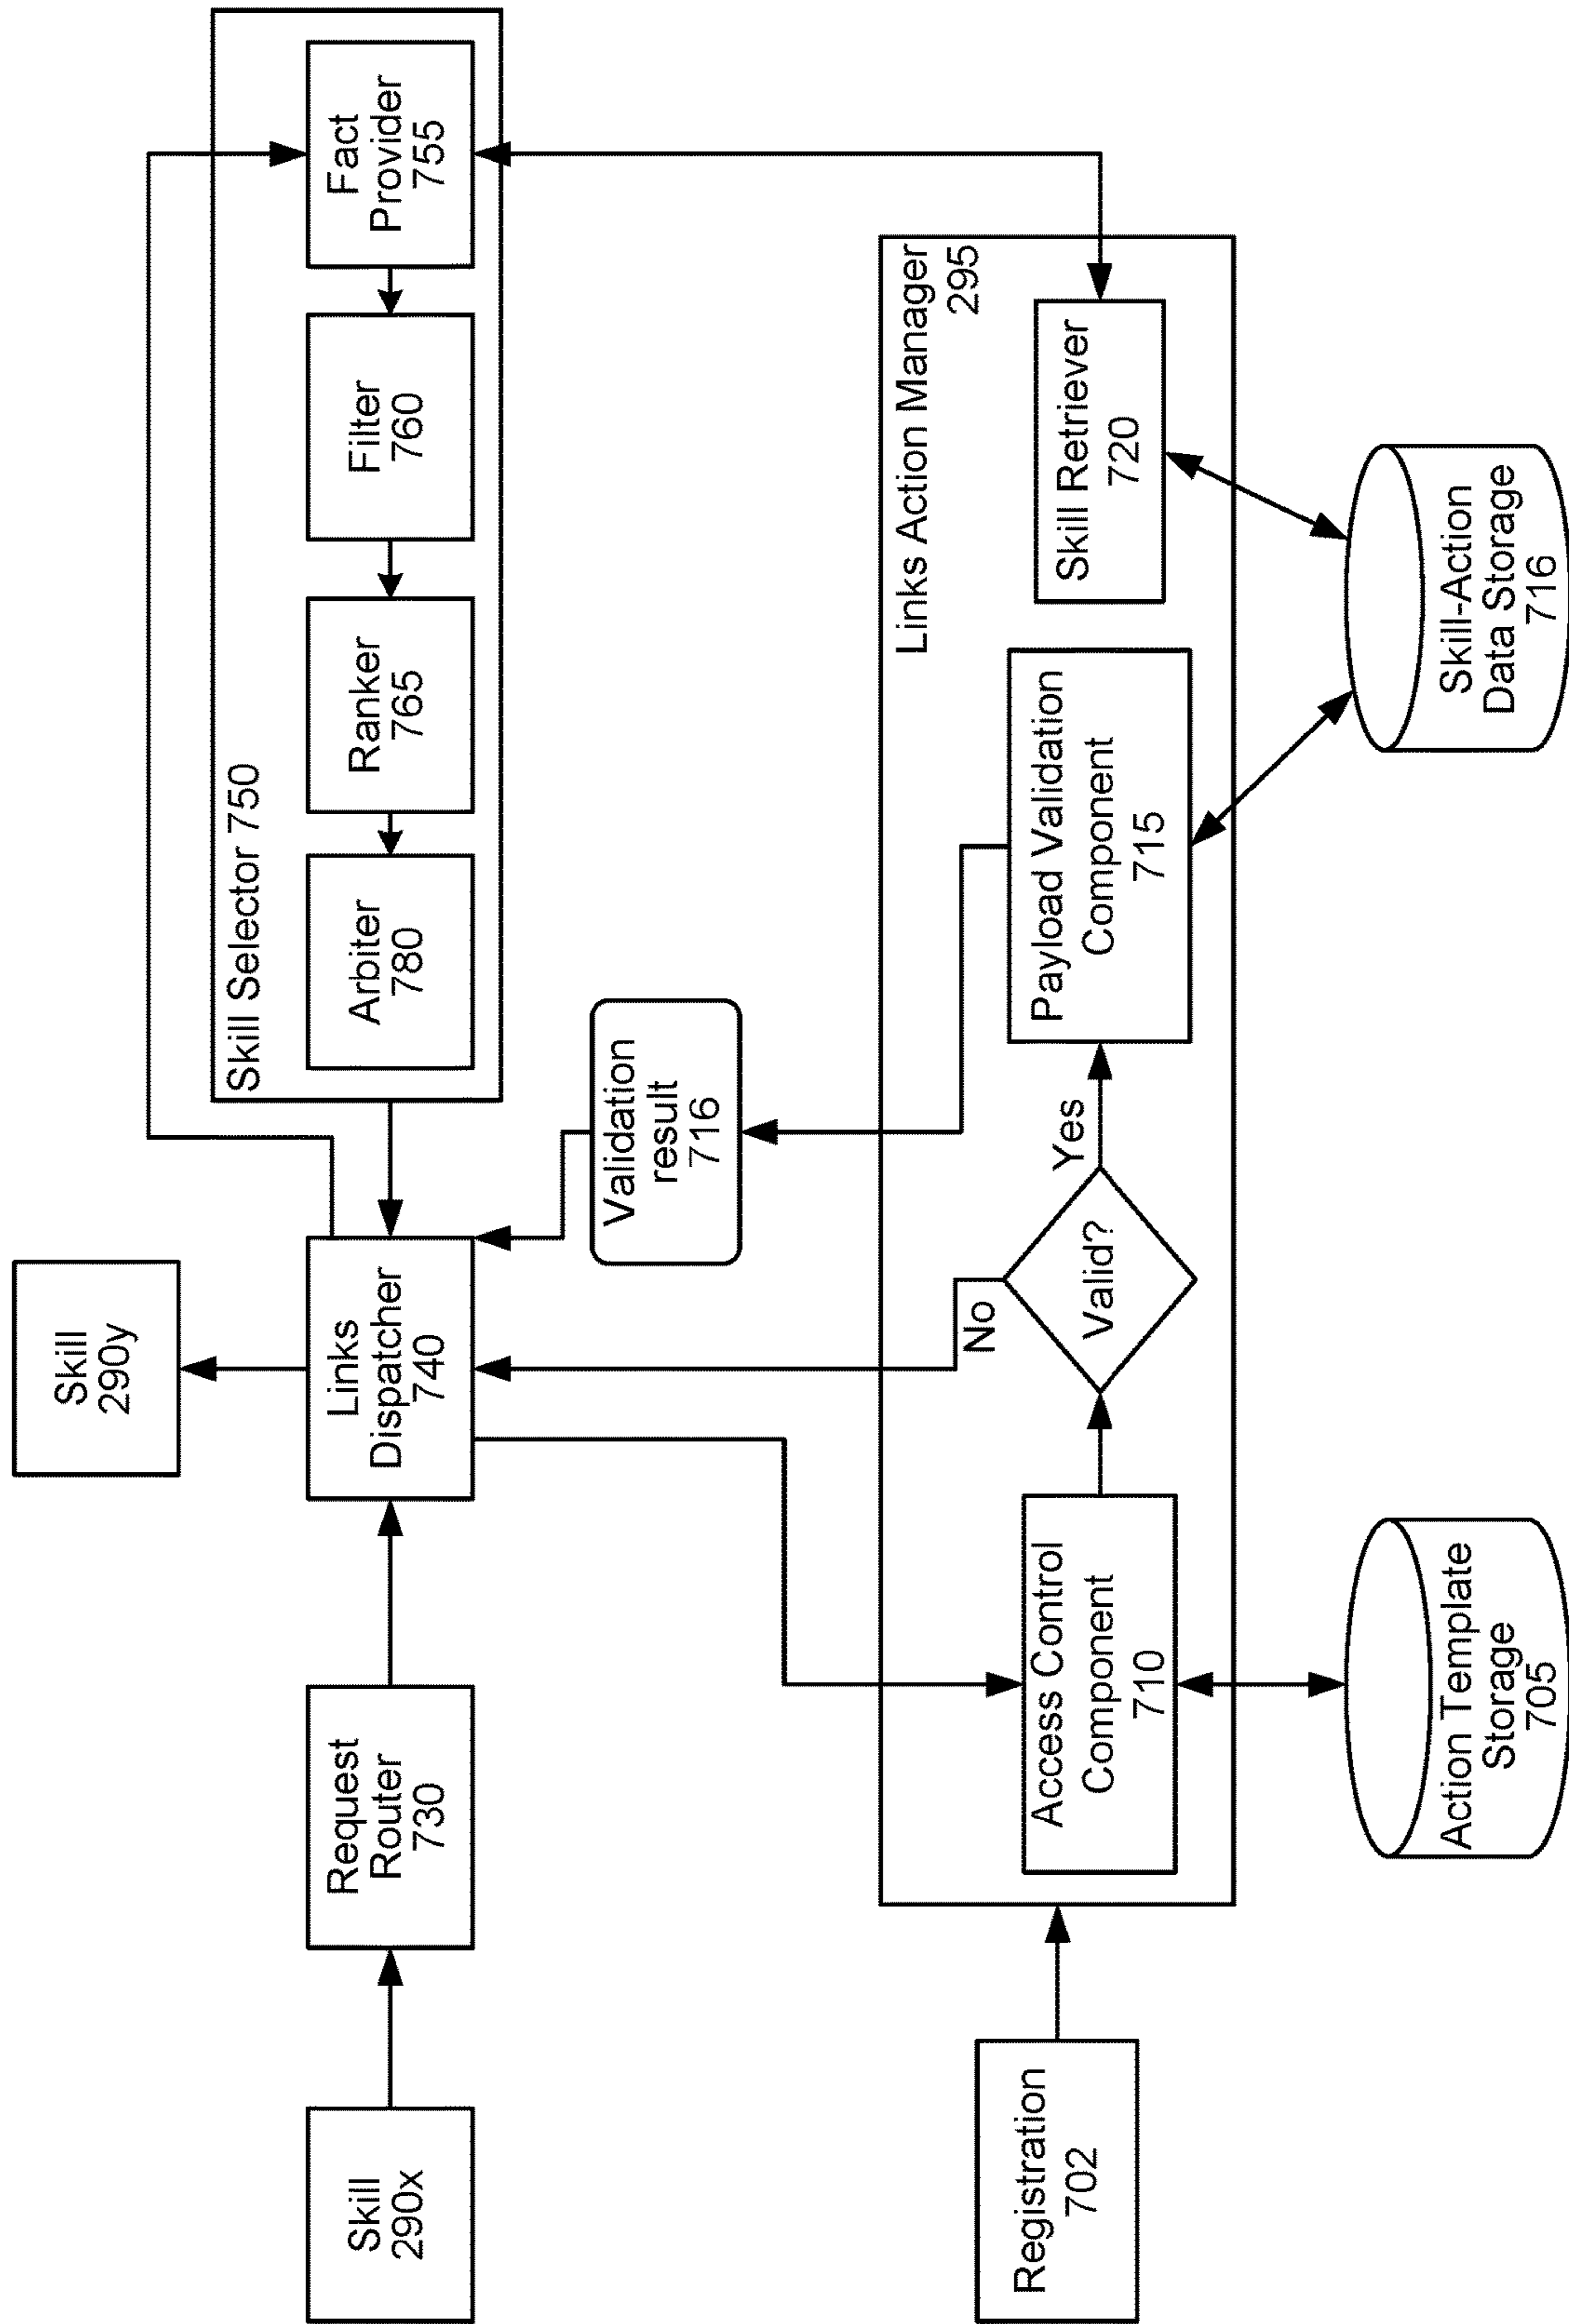 Skill
290x
Request
Router
730
Links
Dispatcher
740
Skill
290y
Skill Selector 750
Arbiter
780
Ranker
765
Filter
760
Fact
Provider
755
Validation
result
716
Registration
702
Links Action Manager
295
Access Control
Component
710
Valid?
No
Yes
Payload Validation
Component
715
Skill Retriever
720
Action Template
Storage
705
Skill-Action
Data Storage
716